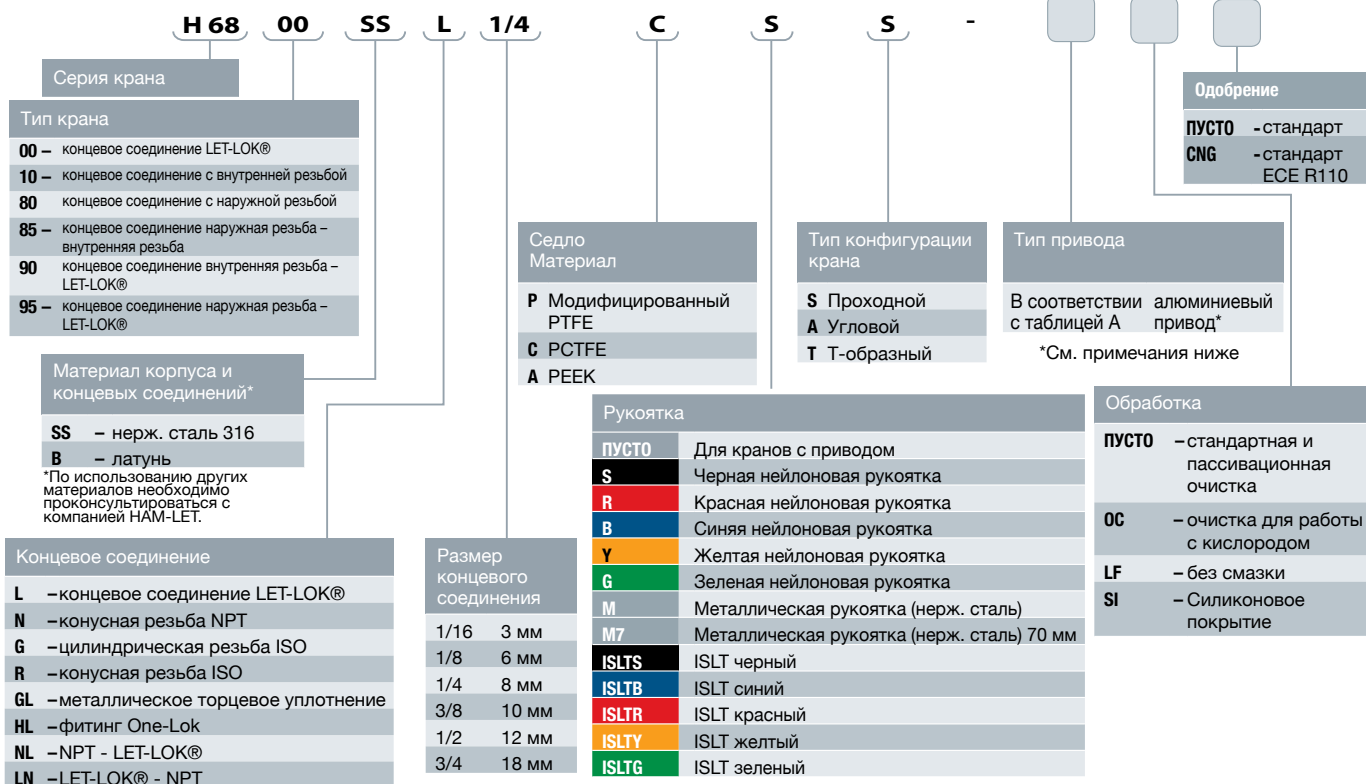 H 68 00 SS L 1/4 C S S -
Серия крана
Тип крана
00 – концевое соединение LET-LOK®
10 – концевое соединение с внутренней резьбой
80 концевое соединение с наружной резьбой
85 – концевое соединение наружная резьба –
внутренняя резьба
90 концевое соединение внутренняя резьба –
LET-LOK®
95 – концевое соединение наружная резьба –
LET-LOK®
Материал корпуса и
концевых соединений*
SS – нерж. сталь 316
B – латунь
*По использованию других
материалов необходимо
проконсультироваться с
компанией HAM-LET.
Концевое соединение
L –концевое соединение LET-LOK®
N –конусная резьба NPT
G –цилиндрическая резьба ISO
R –конусная резьба ISO
GL –металлическое торцевое уплотнение
HL –фитинг One-Lok
NL –NPT - LET-LOK®
LN –LET-LOK® - NPT
Размер
концевого
соединения
1/16 3 мм
1/8 6 мм
1/4 8 мм
3/8 10 мм
1/2 12 мм
3/4 18 мм
Седло
Материал
P Модифицированный
PTFE
C PCTFE
A PEEK
Рукоятка
ПУСТО Для кранов с приводом
S Черная нейлоновая рукоятка
R Красная нейлоновая рукоятка
B Синяя нейлоновая рукоятка
Y Желтая нейлоновая рукоятка
G Зеленая нейлоновая рукоятка
M Металлическая рукоятка (нерж. сталь)
M7 Металлическая рукоятка (нерж. сталь) 70 мм
ISLTS ISLT черный
ISLTB ISLT синий
ISLTR ISLT красный
ISLTY ISLT желтый
ISLTG ISLT зеленый
Тип конфигурации
крана
S Проходной
A Угловой
T Т-образный
Тип привода
В соответствии алюминиевый
с таблицей А привод*
*См. примечания ниже
Обработка
ПУСТО –стандартная и
пассивационная
очистка
OC –очистка для работы
с кислородом
LF –без смазки
SI –Силиконовое
покрытие
Одобрение
ПУСТО -стандарт
CNG -стандарт
ECE R110